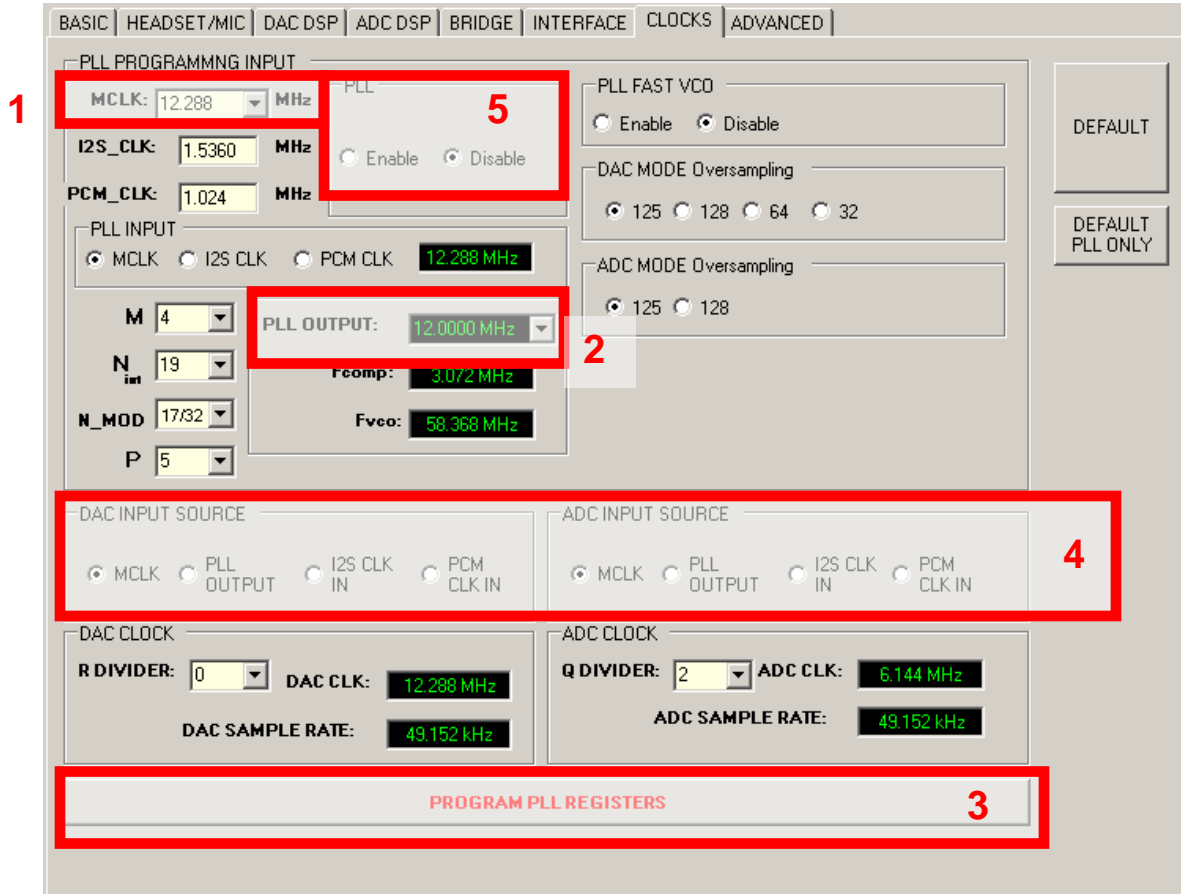 BASIC HEADSET/MIC DAC DSP ADC DSP BRIDGE INTERFACE CLOCKS ADVANCED
PLL PROGRAMMNG INPUT
1
MCLK: 12.288 MHz
I2S_CLK: 1.5360 MHz
PCM_CLK: 1.024 MHz
PLL
5
Enable Disable
PLL FAST VCO
Enable Disable
DAC MODE Oversampling
125 128 64 32
ADC MODE Oversampling
125 128
DEFAULT
DEFAULT
PLL ONLY
PLL INPUT
MCLK I2S CLK PCM CLK 12.288 MHz
M 4
N int 19
N_MOD 17/32
P 5
PLL OUTPUT: 12.0000 MHz
2
Fcomp: 3.072 MHz
Fvco: 58.368 MHz
DAC INPUT SOURCE
MCLK PLL OUTPUT I2S CLK IN PCM CLK IN
ADC INPUT SOURCE
MCLK PLL OUTPUT I2S CLK IN PCM CLK IN
4
DAC CLOCK
R DIVIDER: 0 DAC CLK: 12.288 MHz
DAC SAMPLE RATE: 49.152 kHz
ADC CLOCK
Q DIVIDER: 2 ADC CLK: 6.144 MHz
ADC SAMPLE RATE: 49.152 kHz
PROGRAM PLL REGISTERS
3